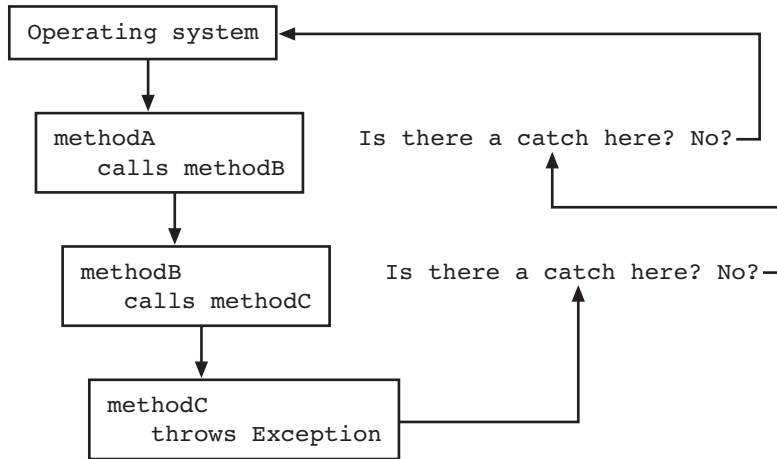 Operating system
methodA
calls methodB
Is there a catch here? No?
methodB
calls methodC
Is there a catch here? No?
methodC
throws Exception